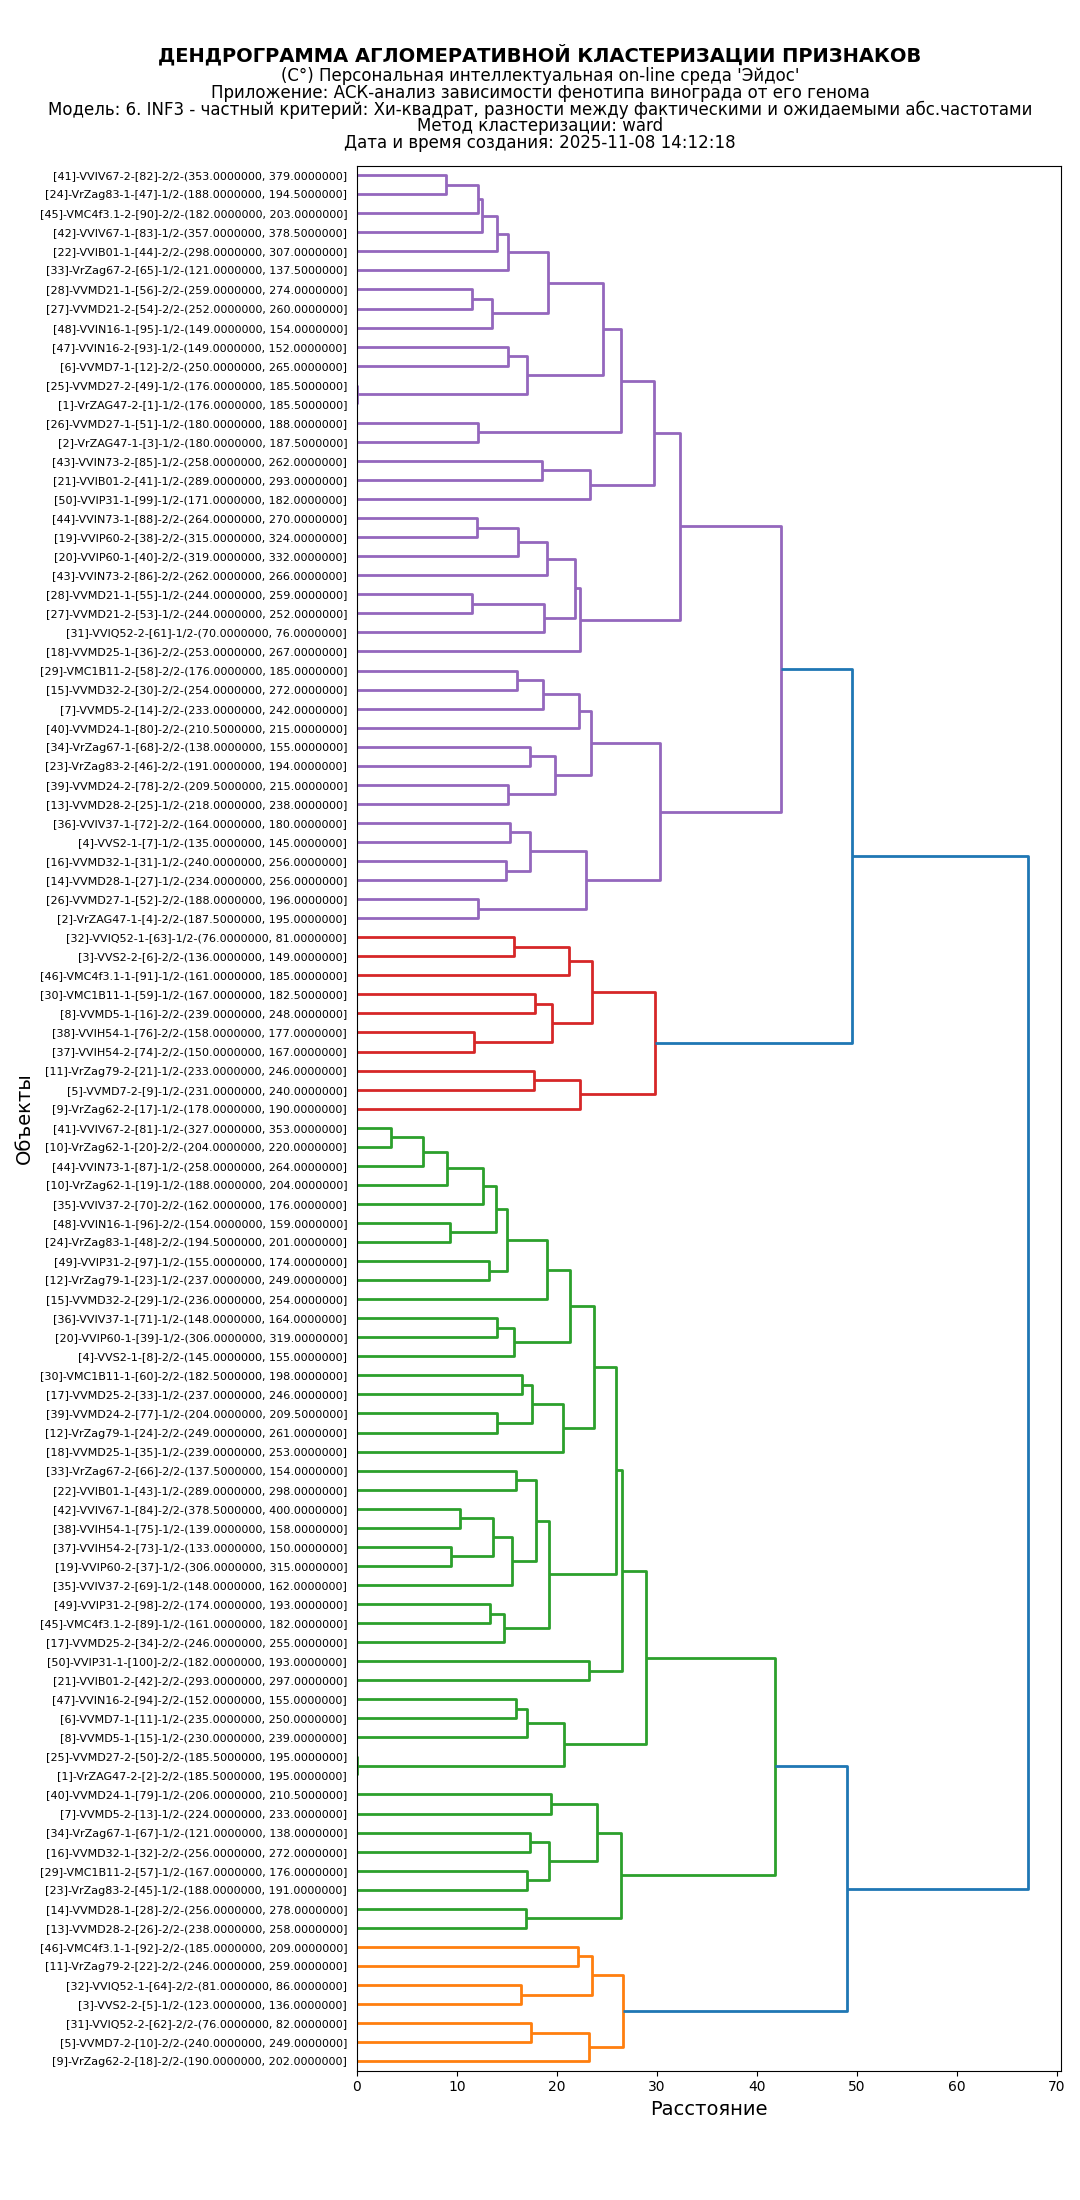 ДЕНДРОГРАММА АГЛОМЕРАТИВНОЙ КЛАСТЕРИЗАЦИИ ПРИЗНАКОВ
(C°) Персональная интеллектуальная on-line среда 'Эйдос'
Приложение: АСК-анализ зависимости фенотипа винограда от его генома
Модель: 6. INF3 - частный критерий: Хи-квадрат, разности между фактическими и ожидаемыми абс.частотами
Метод кластеризации: ward
Дата и время создания: 2025-11-08 14:12:18
[41]-VVIV67-2-[82]-2/2-(353.0000000, 379.0000000]
[24]-VrZag83-1-[47]-1/2-(188.0000000, 194.5000000]
[45]-VMC4f3.1-2-[90]-2/2-(182.0000000, 203.0000000]
[42]-VVIV67-1-[83]-1/2-(357.0000000, 378.5000000]
[22]-VVIB01-1-[44]-2/2-(298.0000000, 307.0000000]
[33]-VrZag67-2-[65]-1/2-(121.0000000, 137.5000000]
[28]-VVMD21-1-[56]-2/2-(259.0000000, 274.0000000]
[27]-VVMD21-2-[54]-2/2-(252.0000000, 260.0000000]
[48]-VVIN16-1-[95]-1/2-(149.0000000, 154.0000000]
[47]-VVIN16-2-[93]-1/2-(149.0000000, 152.0000000]
[6]-VVMD7-1-[12]-2/2-(250.0000000, 265.0000000]
[25]-VVMD27-2-[49]-1/2-(176.0000000, 185.5000000]
[1]-VrZAG47-2-[1]-1/2-(176.0000000, 185.5000000]
[26]-VVMD27-1-[51]-1/2-(180.0000000, 188.0000000]
[2]-VrZAG47-1-[3]-1/2-(180.0000000, 187.5000000]
[43]-VVIN73-2-[85]-1/2-(258.0000000, 262.0000000]
[21]-VVIB01-2-[41]-1/2-(289.0000000, 293.0000000]
[50]-VVIP31-1-[99]-1/2-(171.0000000, 182.0000000]
[44]-VVIN73-1-[88]-2/2-(264.0000000, 270.0000000]
[19]-VVIP60-2-[38]-2/2-(315.0000000, 324.0000000]
[20]-VVIP60-1-[40]-2/2-(319.0000000, 332.0000000]
[43]-VVIN73-2-[86]-2/2-(262.0000000, 266.0000000]
[28]-VVMD21-1-[55]-1/2-(244.0000000, 259.0000000]
[27]-VVMD21-2-[53]-1/2-(244.0000000, 252.0000000]
[31]-VVIQ52-2-[61]-1/2-(70.0000000, 76.0000000]
[18]-VVMD25-1-[36]-2/2-(253.0000000, 267.0000000]
[29]-VMC1B11-2-[58]-2/2-(176.0000000, 185.0000000]
[15]-VVMD32-2-[30]-2/2-(254.0000000, 272.0000000]
[7]-VVMD5-2-[14]-2/2-(233.0000000, 242.0000000]
[40]-VVMD24-1-[80]-2/2-(210.5000000, 215.0000000]
[34]-VrZag67-1-[68]-2/2-(138.0000000, 155.0000000]
[23]-VrZag83-2-[46]-2/2-(191.0000000, 194.0000000]
[39]-VVMD24-2-[78]-2/2-(209.5000000, 215.0000000]
[13]-VVMD28-2-[25]-1/2-(218.0000000, 238.0000000]
[36]-VVIV37-1-[72]-2/2-(164.0000000, 180.0000000]
[4]-VVS2-1-[7]-1/2-(135.0000000, 145.0000000]
[16]-VVMD32-1-[31]-1/2-(240.0000000, 256.0000000]
[14]-VVMD28-1-[27]-1/2-(234.0000000, 256.0000000]
[26]-VVMD27-1-[52]-2/2-(188.0000000, 196.0000000]
[2]-VrZAG47-1-[4]-2/2-(187.5000000, 195.0000000]
[32]-VVIQ52-1-[63]-1/2-(76.0000000, 81.0000000]
[3]-VVS2-2-[6]-2/2-(136.0000000, 149.0000000]
[46]-VMC4f3.1-1-[91]-1/2-(161.0000000, 185.0000000]
[30]-VMC1B11-1-[59]-1/2-(167.0000000, 182.5000000]
[8]-VVMD5-1-[16]-2/2-(239.0000000, 248.0000000]
[38]-VVIH54-1-[76]-2/2-(158.0000000, 177.0000000]
[37]-VVIH54-2-[74]-2/2-(150.0000000, 167.0000000]
[11]-VrZag79-2-[21]-1/2-(233.0000000, 246.0000000]
[5]-VVMD7-2-[9]-1/2-(231.0000000, 240.0000000]
[9]-VrZag62-2-[17]-1/2-(178.0000000, 190.0000000]
[41]-VVIV67-2-[81]-1/2-(327.0000000, 353.0000000]
[10]-VrZag62-1-[20]-2/2-(204.0000000, 220.0000000]
[44]-VVIN73-1-[87]-1/2-(258.0000000, 264.0000000]
[10]-VrZag62-1-[19]-1/2-(188.0000000, 204.0000000]
[35]-VVIV37-2-[70]-2/2-(162.0000000, 176.0000000]
[48]-VVIN16-1-[96]-2/2-(154.0000000, 159.0000000]
[24]-VrZag83-1-[48]-2/2-(194.5000000, 201.0000000]
[49]-VVIP31-2-[97]-1/2-(155.0000000, 174.0000000]
[12]-VrZag79-1-[23]-1/2-(237.0000000, 249.0000000]
[15]-VVMD32-2-[29]-1/2-(236.0000000, 254.0000000]
[36]-VVIV37-1-[71]-1/2-(148.0000000, 164.0000000]
[20]-VVIP60-1-[39]-1/2-(306.0000000, 319.0000000]
[4]-VVS2-1-[8]-2/2-(145.0000000, 155.0000000]
[30]-VMC1B11-1-[60]-2/2-(182.5000000, 198.0000000]
[17]-VVMD25-2-[33]-1/2-(237.0000000, 246.0000000]
[39]-VVMD24-2-[77]-1/2-(204.0000000, 209.5000000]
[12]-VrZag79-1-[24]-2/2-(249.0000000, 261.0000000]
[18]-VVMD25-1-[35]-1/2-(239.0000000, 253.0000000]
[33]-VrZag67-2-[66]-2/2-(137.5000000, 154.0000000]
[22]-VVIB01-1-[43]-1/2-(289.0000000, 298.0000000]
[42]-VVIV67-1-[84]-2/2-(378.5000000, 400.0000000]
[38]-VVIH54-1-[75]-1/2-(139.0000000, 158.0000000]
[37]-VVIH54-2-[73]-1/2-(133.0000000, 150.0000000]
[19]-VVIP60-2-[37]-1/2-(306.0000000, 315.0000000]
[35]-VVIV37-2-[69]-1/2-(148.0000000, 162.0000000]
[49]-VVIP31-2-[98]-2/2-(174.0000000, 193.0000000]
[45]-VMC4f3.1-2-[89]-1/2-(161.0000000, 182.0000000]
[17]-VVMD25-2-[34]-2/2-(246.0000000, 255.0000000]
[50]-VVIP31-1-[100]-2/2-(182.0000000, 193.0000000]
[21]-VVIB01-2-[42]-2/2-(293.0000000, 297.0000000]
[47]-VVIN16-2-[94]-2/2-(152.0000000, 155.0000000]
[6]-VVMD7-1-[11]-1/2-(235.0000000, 250.0000000]
[8]-VVMD5-1-[15]-1/2-(230.0000000, 239.0000000]
[25]-VVMD27-2-[50]-2/2-(185.5000000, 195.0000000]
[1]-VrZAG47-2-[2]-2/2-(185.5000000, 195.0000000]
[40]-VVMD24-1-[79]-1/2-(206.0000000, 210.5000000]
[7]-VVMD5-2-[13]-1/2-(224.0000000, 233.0000000]
[34]-VrZag67-1-[67]-1/2-(121.0000000, 138.0000000]
[16]-VVMD32-1-[32]-2/2-(256.0000000, 272.0000000]
[29]-VMC1B11-2-[57]-1/2-(167.0000000, 176.0000000]
[23]-VrZag83-2-[45]-1/2-(188.0000000, 191.0000000]
[14]-VVMD28-1-[28]-2/2-(256.0000000, 278.0000000]
[13]-VVMD28-2-[26]-2/2-(238.0000000, 258.0000000]
[46]-VMC4f3.1-1-[92]-2/2-(185.0000000, 209.0000000]
[11]-VrZag79-2-[22]-2/2-(246.0000000, 259.0000000]
[32]-VVIQ52-1-[64]-2/2-(81.0000000, 86.0000000]
[3]-VVS2-2-[5]-1/2-(123.0000000, 136.0000000]
[31]-VVIQ52-2-[62]-2/2-(76.0000000, 82.0000000]
[5]-VVMD7-2-[10]-2/2-(240.0000000, 249.0000000]
[9]-VrZag62-2-[18]-2/2-(190.0000000, 202.0000000]
Объекты
0 10 20 30 40 50 60 70
Расстояние